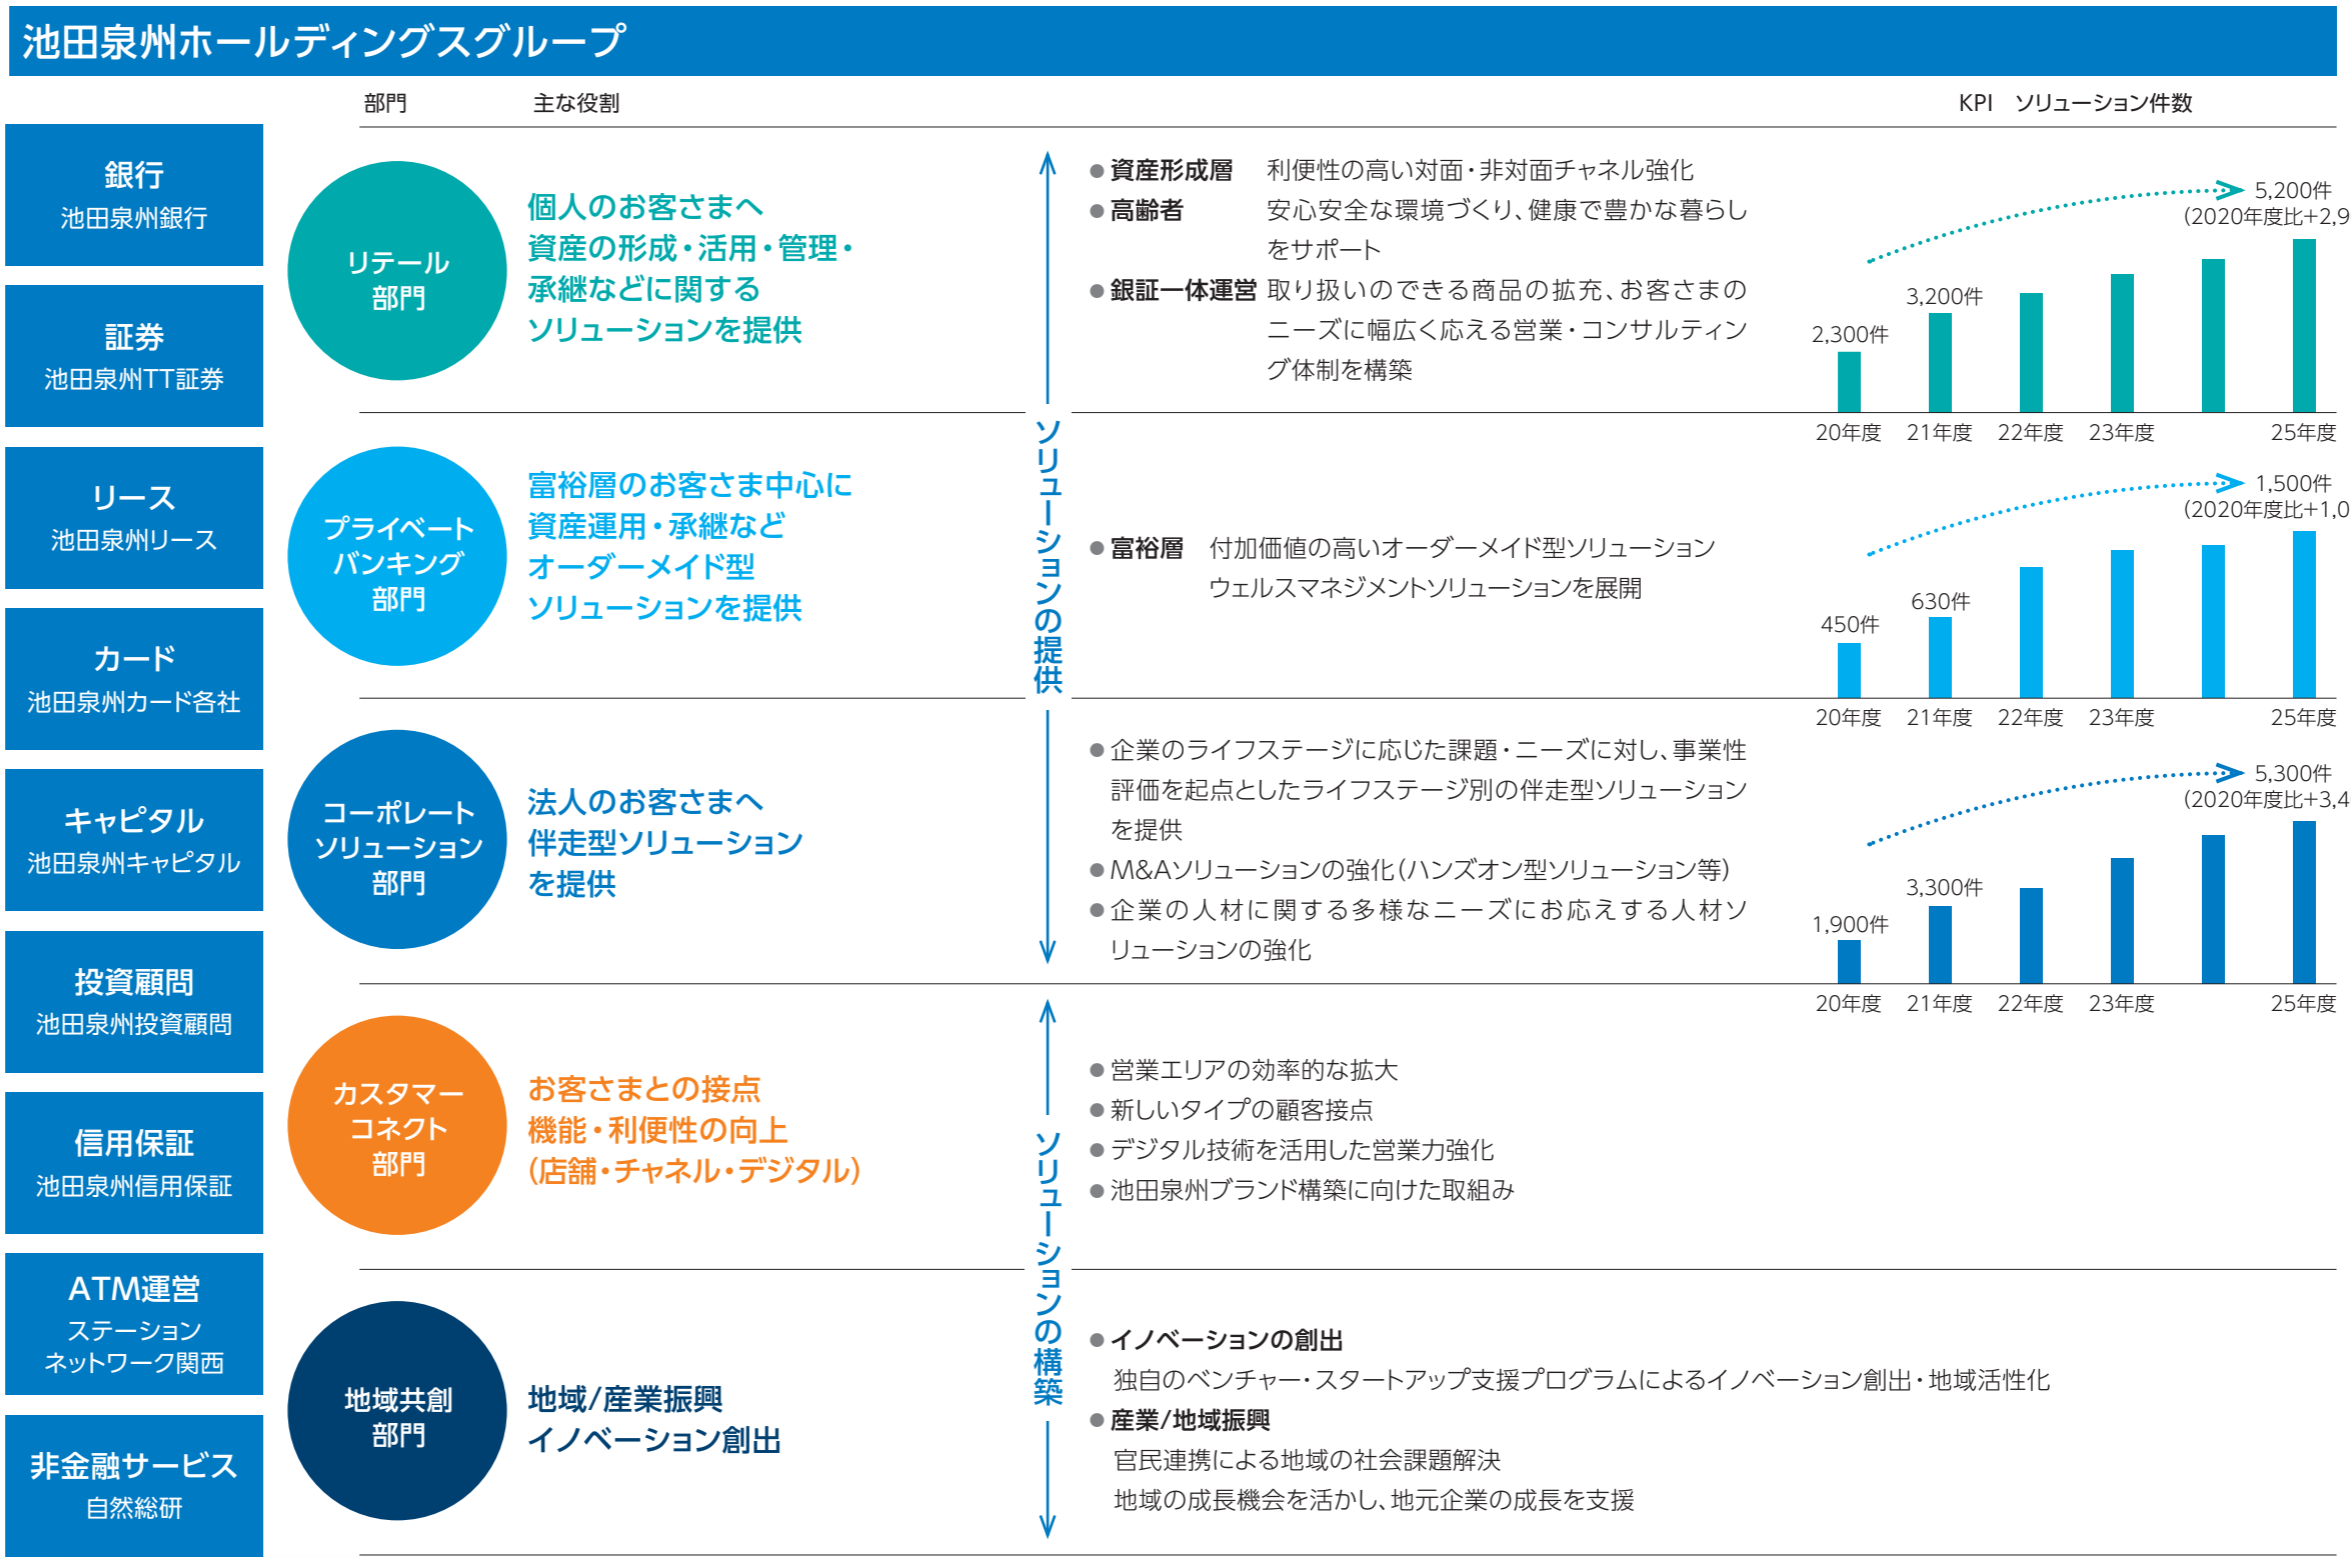 池田泉州ホールディングスグループ
部門 主な役割 KPI ソリューション件数
銀行
池田泉州銀行
証券
池田泉州TT証券
リース
池田泉州リース
カード
池田泉州カード各社
キャピタル
池田泉州キャピタル
投資顧問
池田泉州投資顧問
信用保証
池田泉州信用保証
ATM運営
ステーション
ネットワーク関西
非金融サービス
自然総研
リテール
部門
個人のお客さまへ
資産の形成・活用・管理・
承継などに関する
ソリューションを提供
● 資産形成層 利便性の高い対面・非対面チャネル強化
● 高齢者 安心安全な環境づくり、健康で豊かな暮らし
をサポート
● 銀証一体運営 取り扱いのできる商品の拡充、お客さまの
ニーズに幅広く応える営業・コンサルティン
グ体制を構築
5,200件
(2020年度比+2,9
3,200件
2,300件
20年度 21年度 22年度 23年度 25年度
ソリューションの提供
プライベート
バンキング
部門
富裕層のお客さま中心に
資産運用・承継など
オーダーメイド型
ソリューションを提供
● 富裕層 付加価値の高いオーダーメイド型ソリューション
ウェルスマネジメントソリューションを展開
1,500件
(2020年度比+1,0
630件
450件
20年度 21年度 22年度 23年度 25年度
コーポレート
ソリューション
部門
法人のお客さまへ
伴走型ソリューション
を提供
● 企業のライフステージに応じた課題・ニーズに対し、事業性
評価を起点としたライフステージ別の伴走型ソリューション
を提供
● M&Aソリューションの強化(ハンズオン型ソリューション等)
● 企業の人材に関する多様なニーズにお応えする人材ソ
リューションの強化
5,300件
(2020年度比+3,4
3,300件
1,900件
20年度 21年度 22年度 23年度 25年度
カスタマー
コネクト
部門
お客さまとの接点
機能・利便性の向上
(店舗・チャネル・デジタル)
● 営業エリアの効率的な拡大
● 新しいタイプの顧客接点
● デジタル技術を活用した営業力強化
● 池田泉州ブランド構築に向けた取組み
ソリューションの構築
地域共創
部門
地域/産業振興
イノベーション創出
● イノベーションの創出
独自のベンチャー・スタートアップ支援プログラムによるイノベーション創出・地域活性化
● 産業/地域振興
官民連携による地域の社会課題解決
地域の成長機会を活かし、地元企業の成長を支援